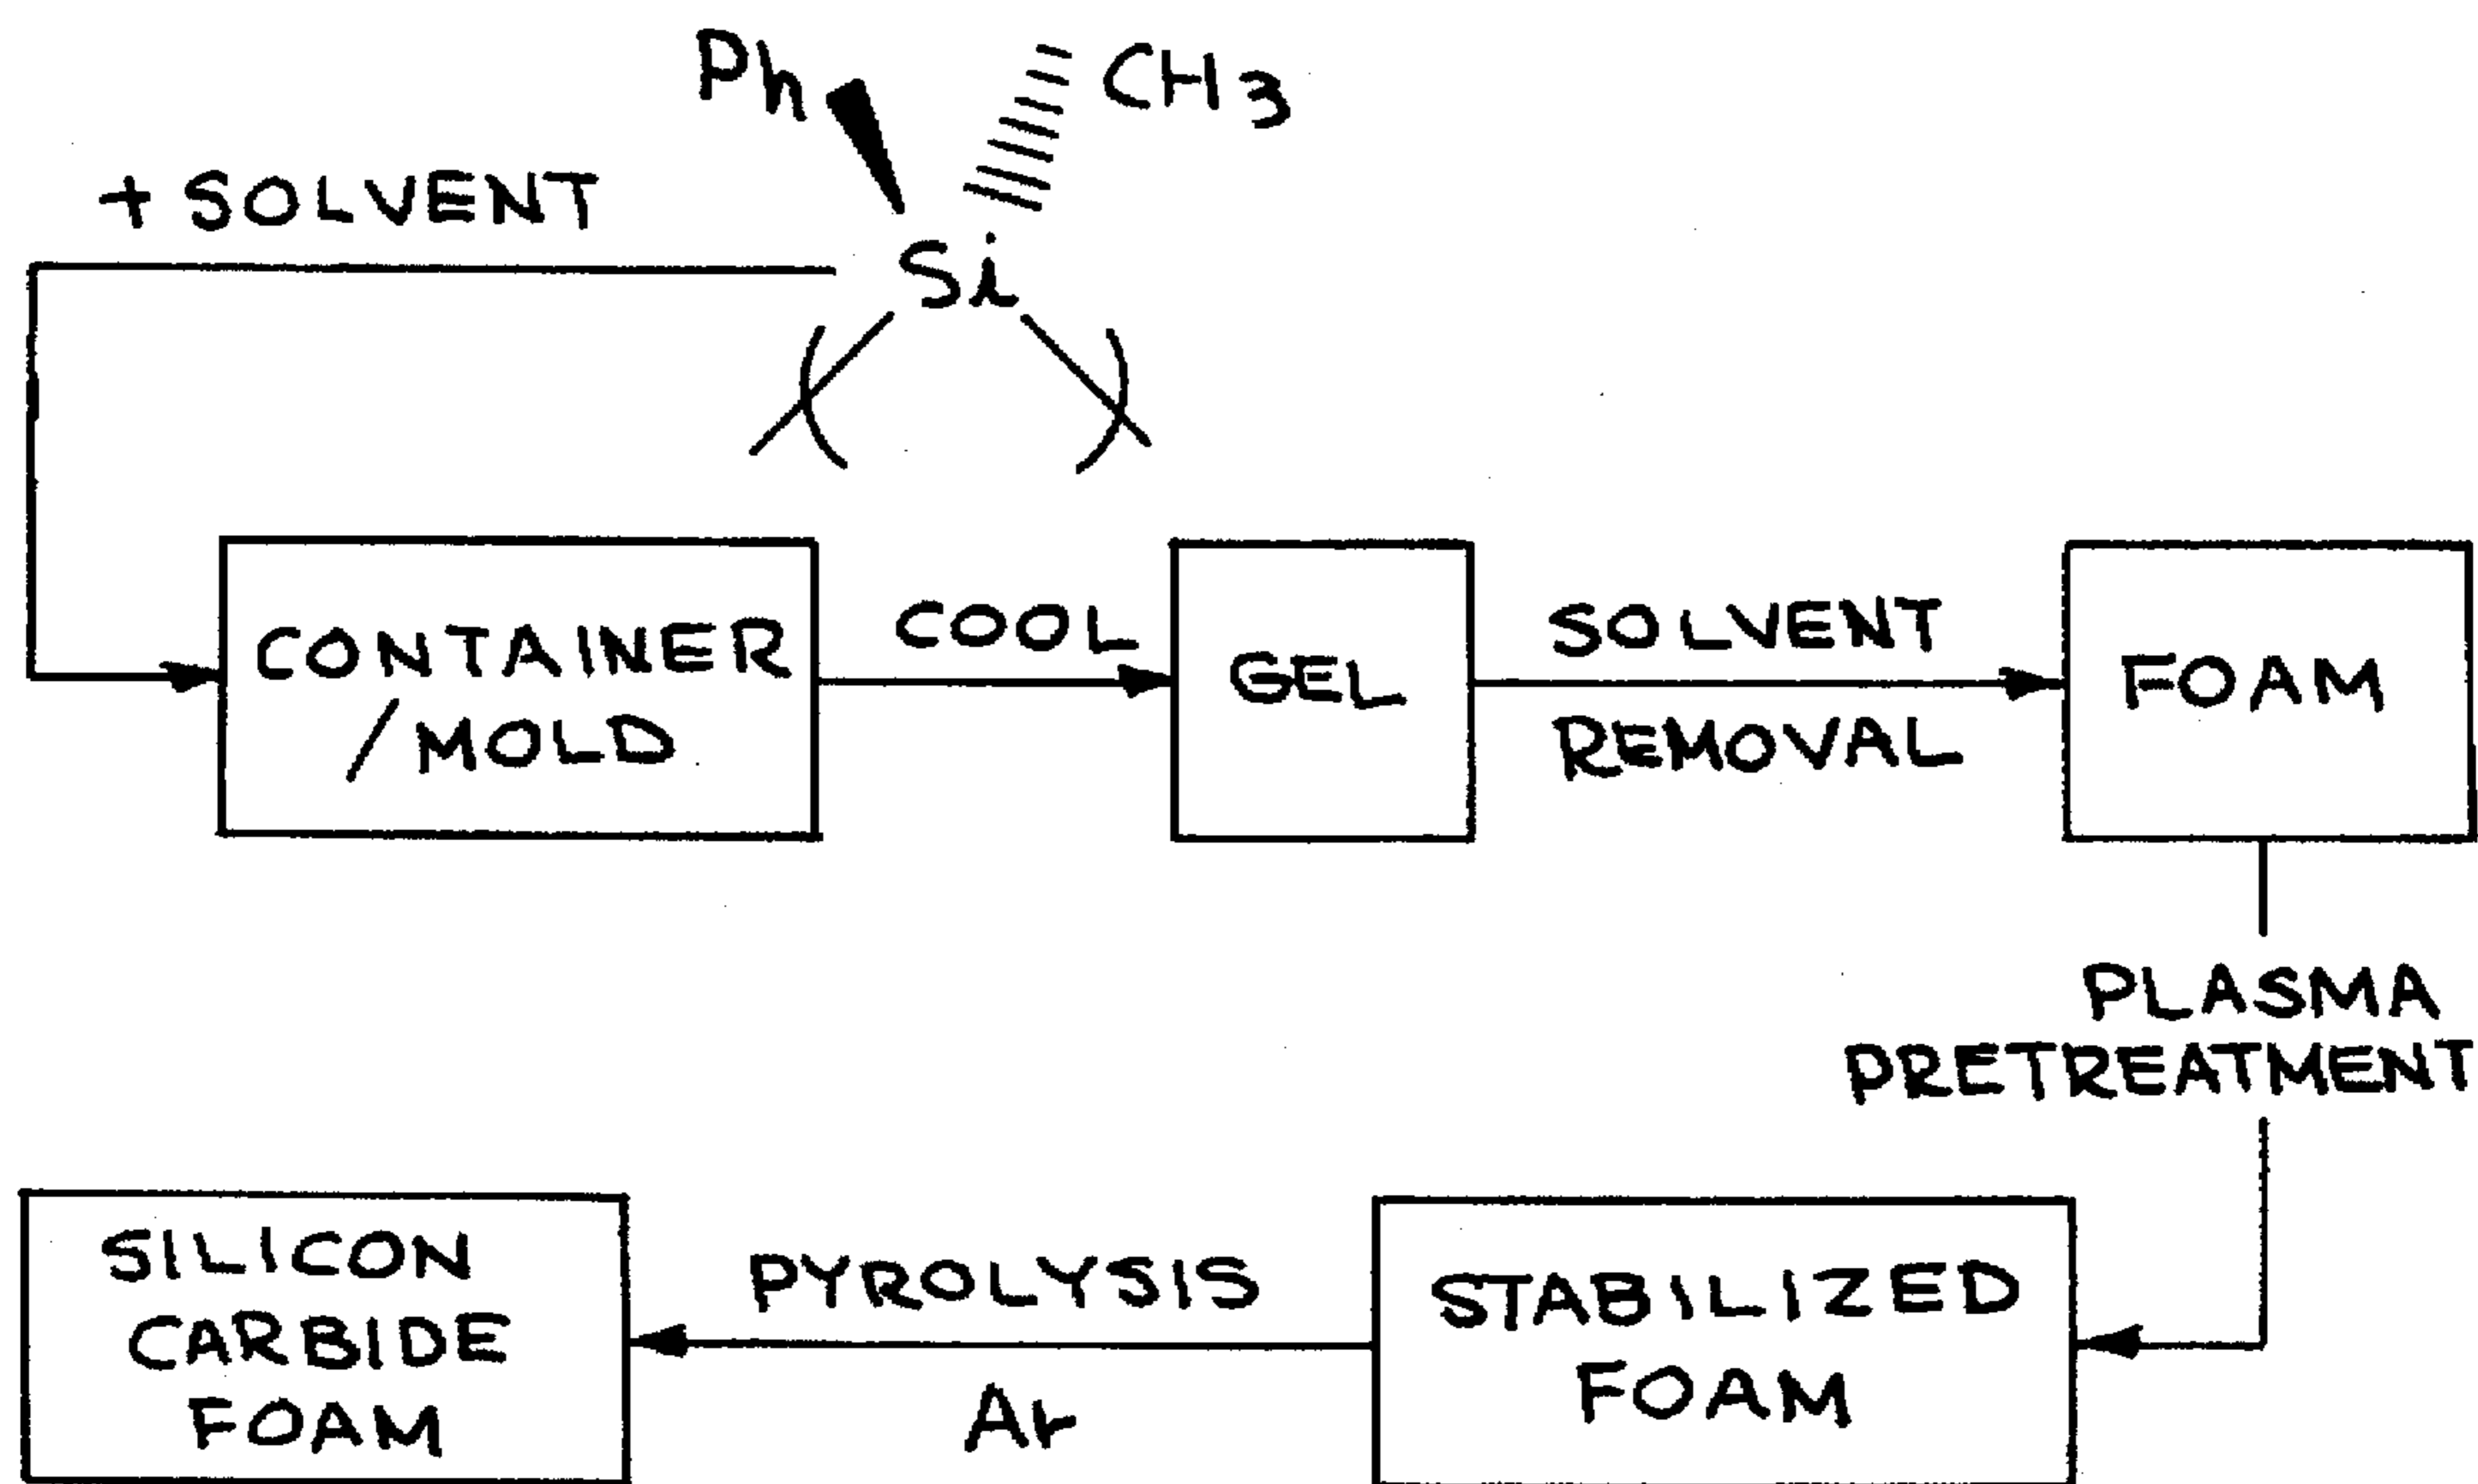 Ph
CH3
+ SOLVENT
Si
CONTAINER
/MOLD
COOL
GEL
SOLVENT
REMOVAL
FOAM
PLASMA
PRETREATMENT
STABILIZED
FOAM
PYROLYSIS
Ar
SILICON
CARBIDE
FOAM